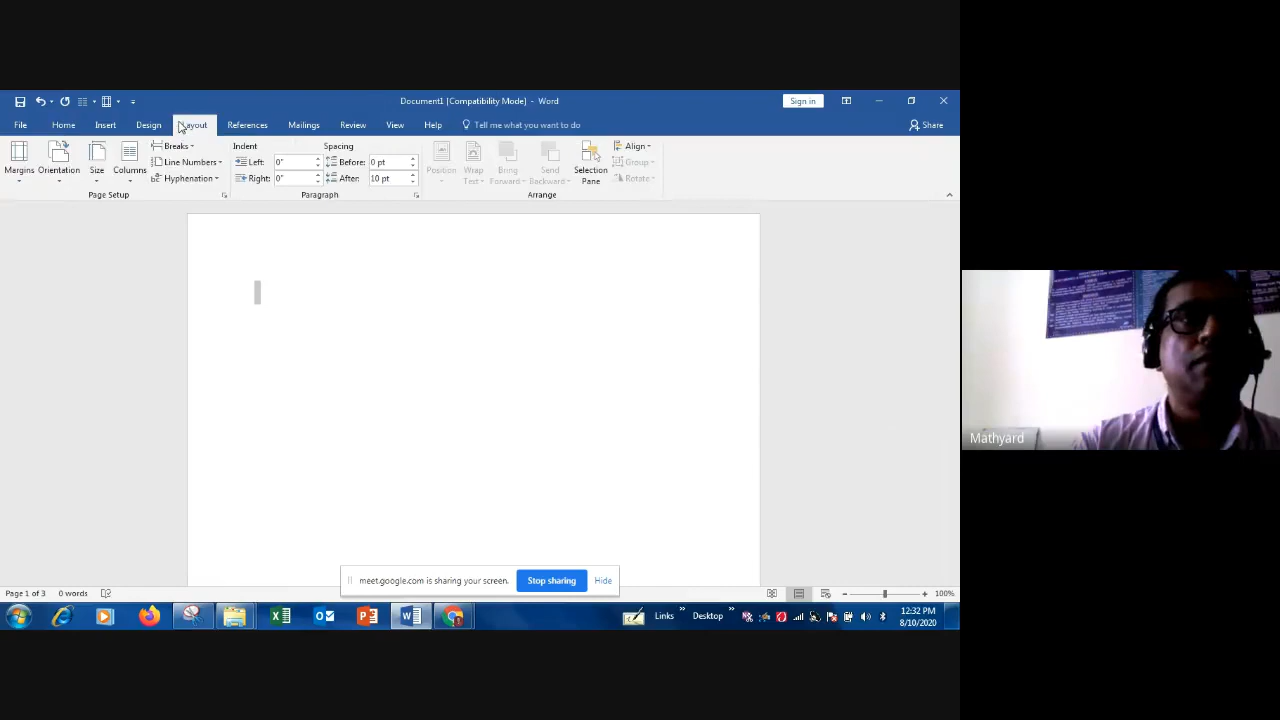 Document1 [Compatibility Mode] - Word
Sign in
File Home Insert Design Layout References Mailings Review View Help Tell me what you want to do Share
Margins Orientation Size Columns
Breaks
Line Numbers
Hyphenation
Page Setup
Indent
Left: 0"
Right: 0"
Spacing
Before: 0 pt
After: 10 pt
Paragraph
Position
Wrap Text
Bring Forward
Send Backward
Selection Pane
Align
Group
Rotate
Arrange
Mathyard
meet.google.com is sharing your screen. Stop sharing Hide
Page 1 of 3 0 words 100%
Links » Desktop »
12:32 PM
8/10/2020